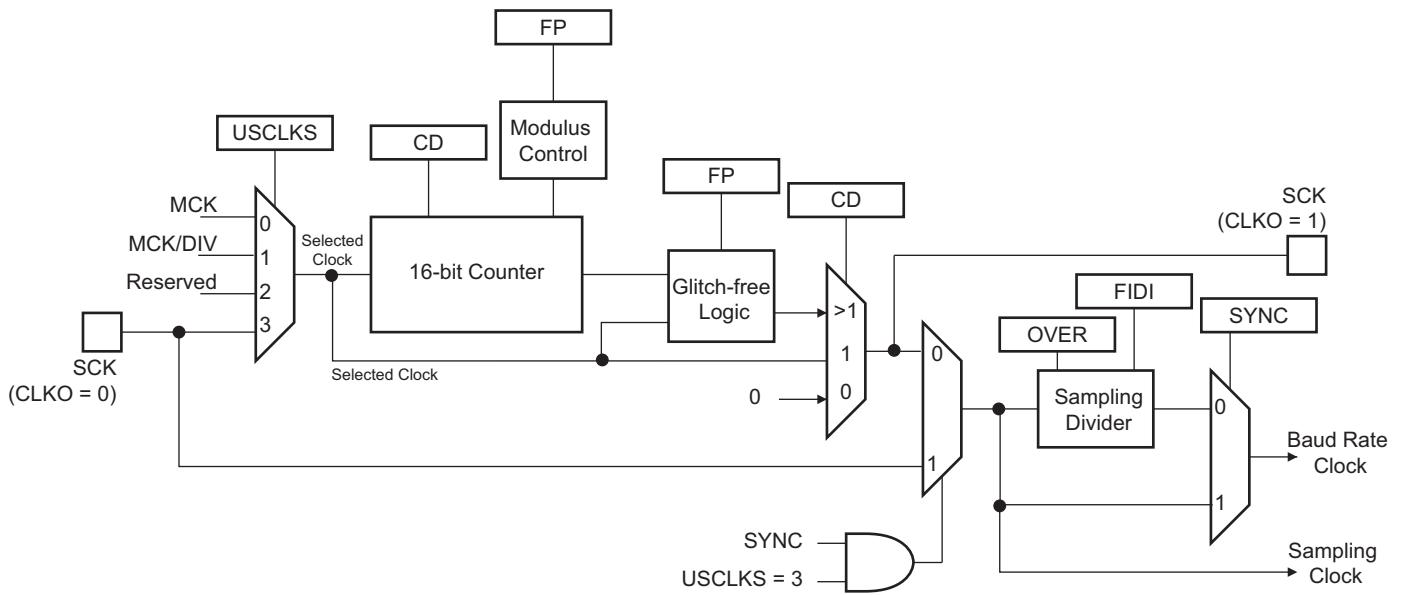 FP
USCLKS
CD
Modulus
Control
FP
CD
SCK
(CLKO = 1)
MCK
0
MCK/DIV
1
Selected
Clock
16-bit Counter
Reserved
2
Glitch-free
Logic
>1
FIDI
3
SYNC
SCK
(CLKO = 0)
Selected Clock
1
0
OVER
0
0
Sampling
Divider
0
Baud Rate
Clock
1
1
SYNC
USCLKS = 3
Sampling
Clock